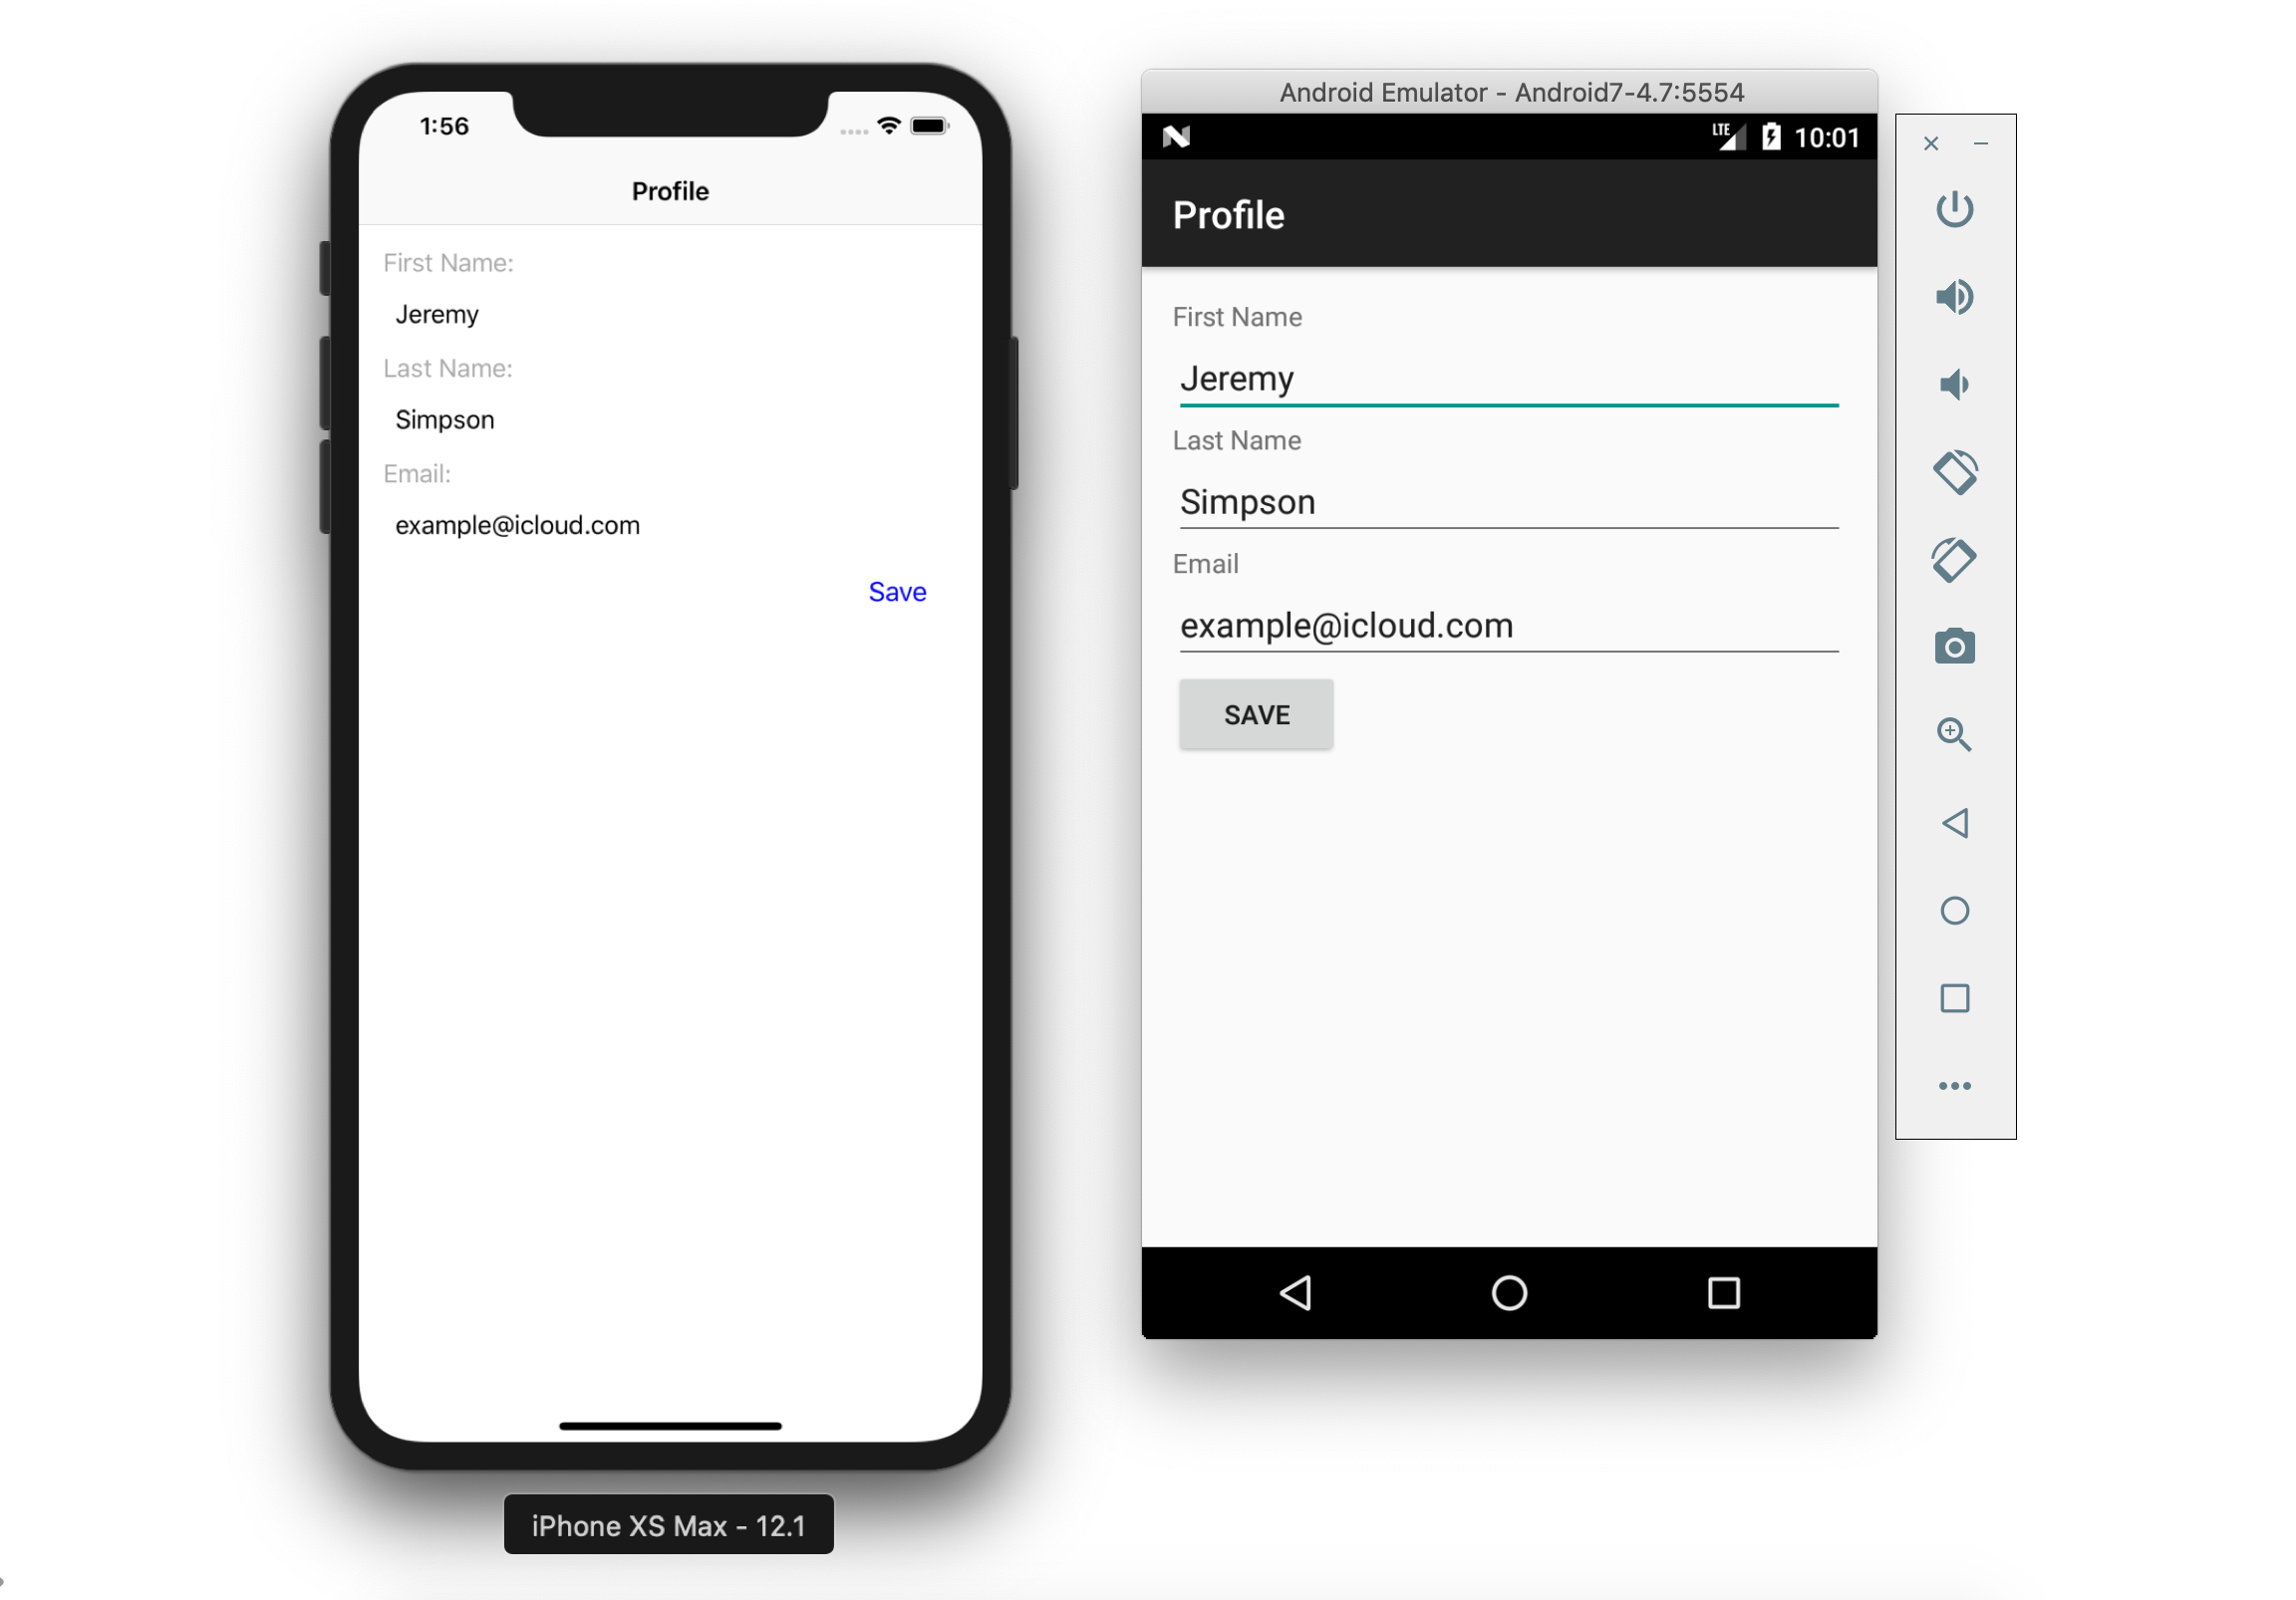 1:56
Profile
First Name:
Jeremy
Last Name:
Simpson
Email:
example@icloud.com
Save
iPhone XS Max - 12.1
Android Emulator - Android7-4.7:5554
LTE 10:01
Profile
First Name
Jeremy
Last Name
Simpson
Email
example@icloud.com
SAVE